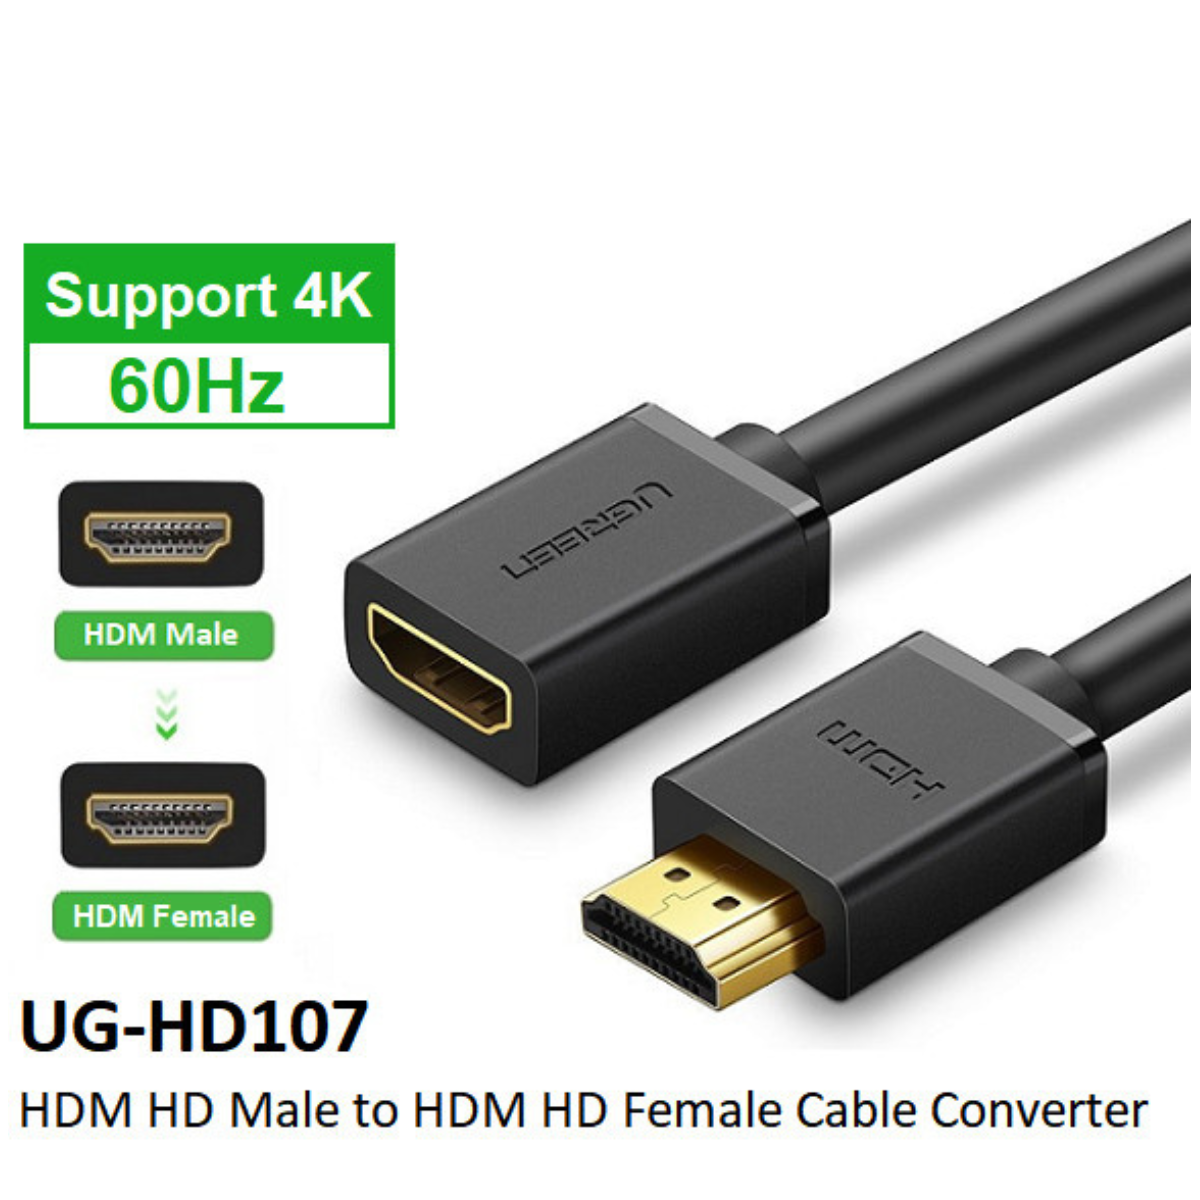 Support 4K
60Hz
HDM Male
HDM Female
UGREEN
HDM
UG-HD107
HDM HD Male to HDM HD Female Cable Converter